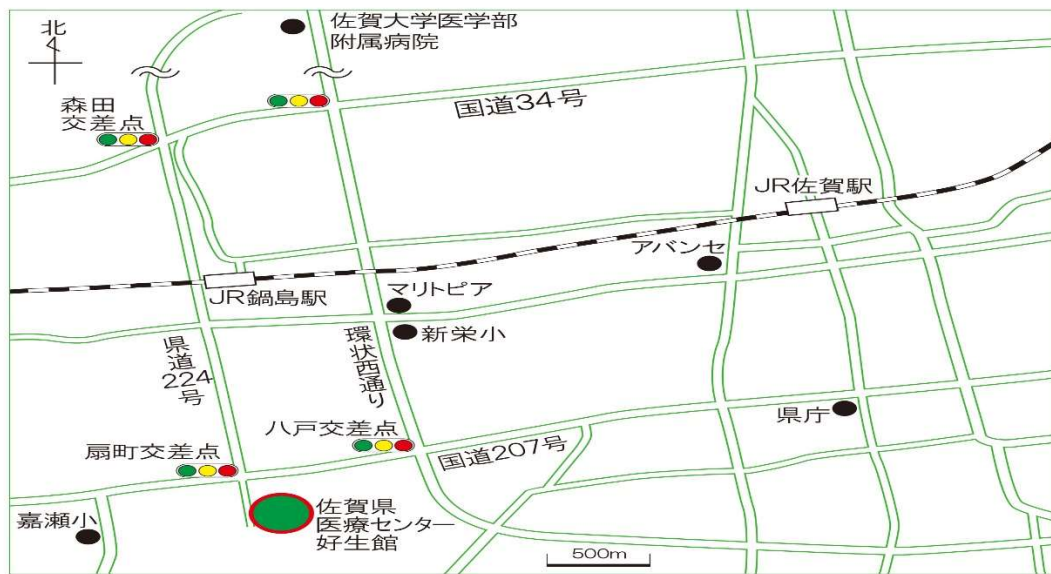 北
佐賀大学医学部
附属病院
森田
交差点
国道34号
JR佐賀駅
アバンセ
JR鍋島駅
マリトピア
新栄小
県道
224
号
環状西通り
県庁
八戸交差点
国道207号
扇町交差点
佐賀県
医療センター
好生館
嘉瀬小
500m